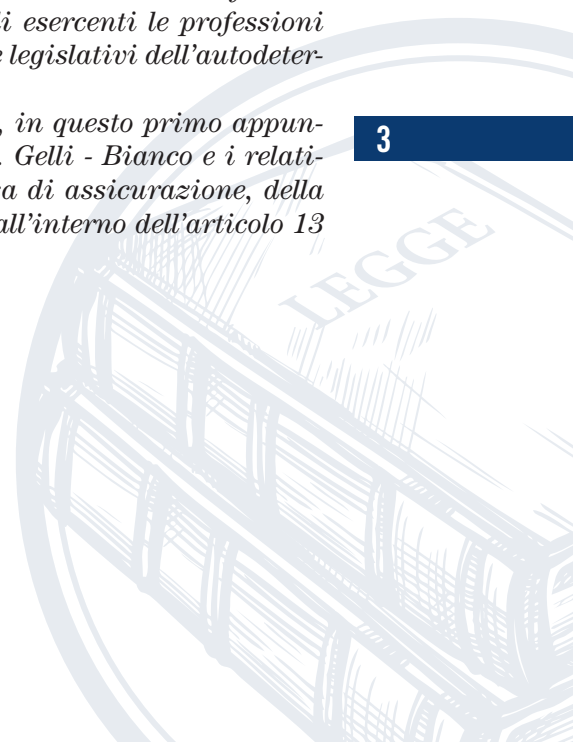 li esercenti le professioni
e legislativi dell'autodeter-
, in questo primo appun-
. Gelli - Bianco e i relati-
a di assicurazione, della
all'interno dell'articolo 13
3
LEGGE